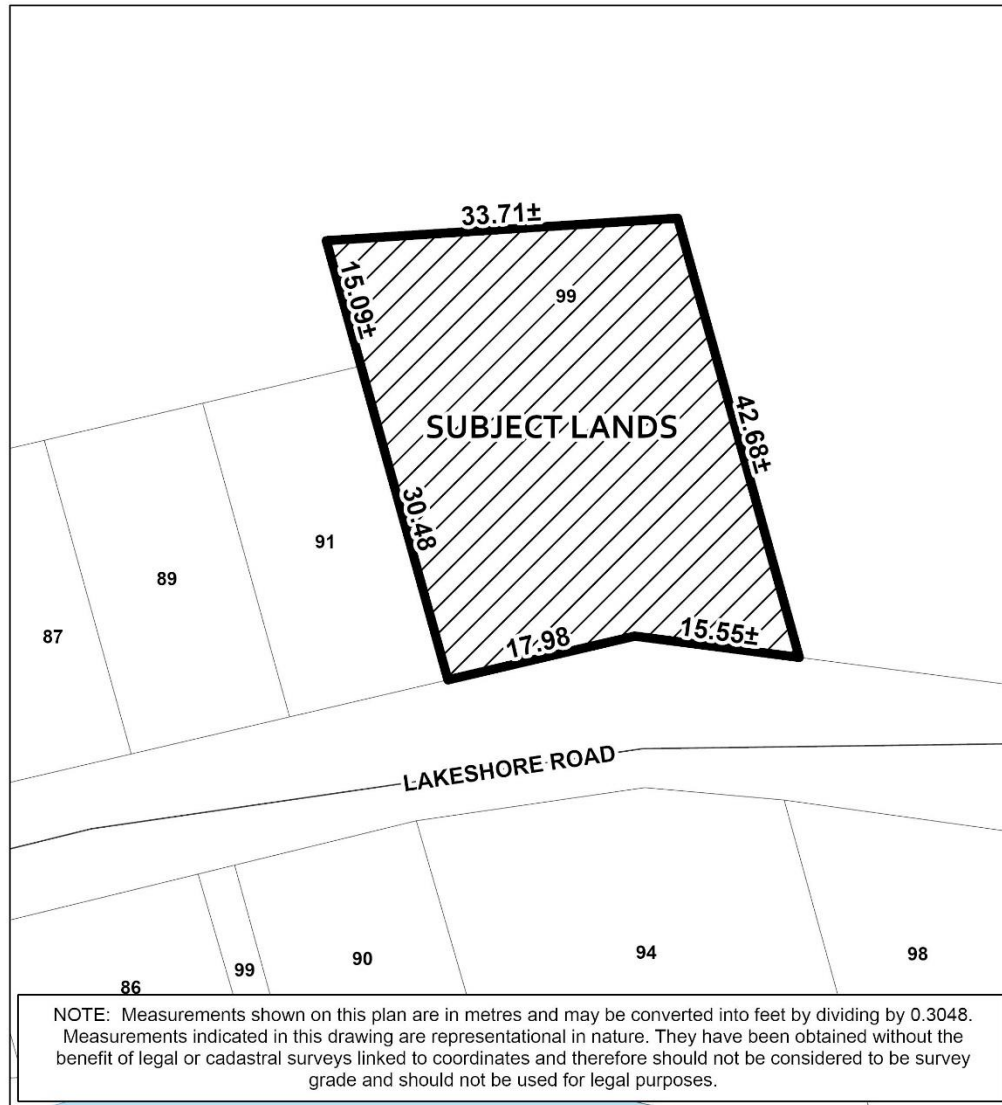 33.71±
15.09±
99
SUBJECT LANDS
42.68±
30.48
91
89
87
17.98
15.55±
LAKESHORE ROAD
86
99
90
94
98
NOTE: Measurements shown on this plan are in metres and may be converted into feet by dividing by 0.3048.
Measurements indicated in this drawing are representational in nature. They have been obtained without the
benefit of legal or cadastral surveys linked to coordinates and therefore should not be considered to be survey
grade and should not be used for legal purposes.